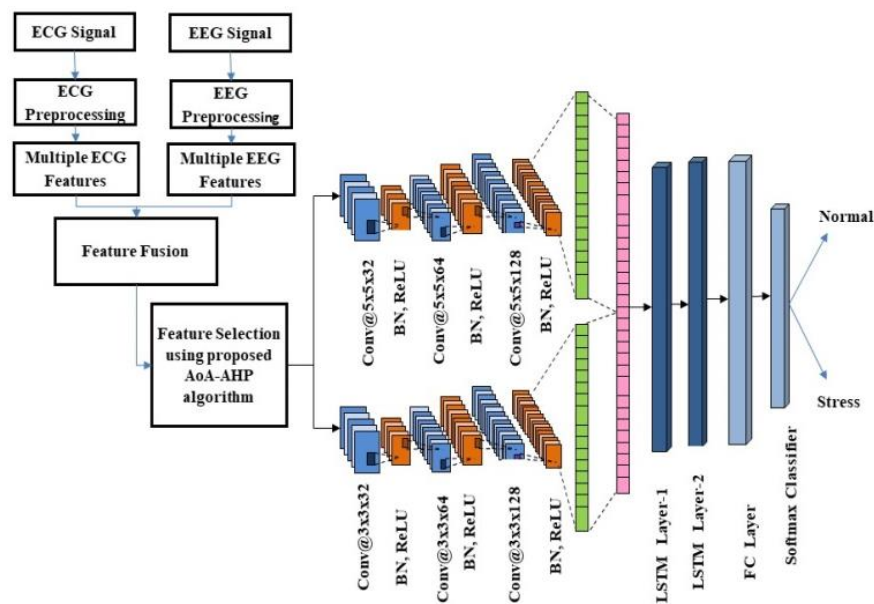 ECG Signal
EEG Signal
ECG
Preprocessing
EEG
Preprocessing
Multiple ECG
Features
Multiple EEG
Features
Feature Fusion
Feature Selection
using proposed
AoA-AHP
algorithm
Conv@5x5x32
BN, ReLU
Conv@5x5x64
BN, ReLU
Conv@5x5x128
BN, ReLU
Conv@3x3x32
BN, ReLU
Conv@3x3x64
BN, ReLU
Conv@3x3x128
BN, ReLU
LSTM Layer-1
LSTM Layer-2
FC Layer
Softmax Classifier
Normal
Stress